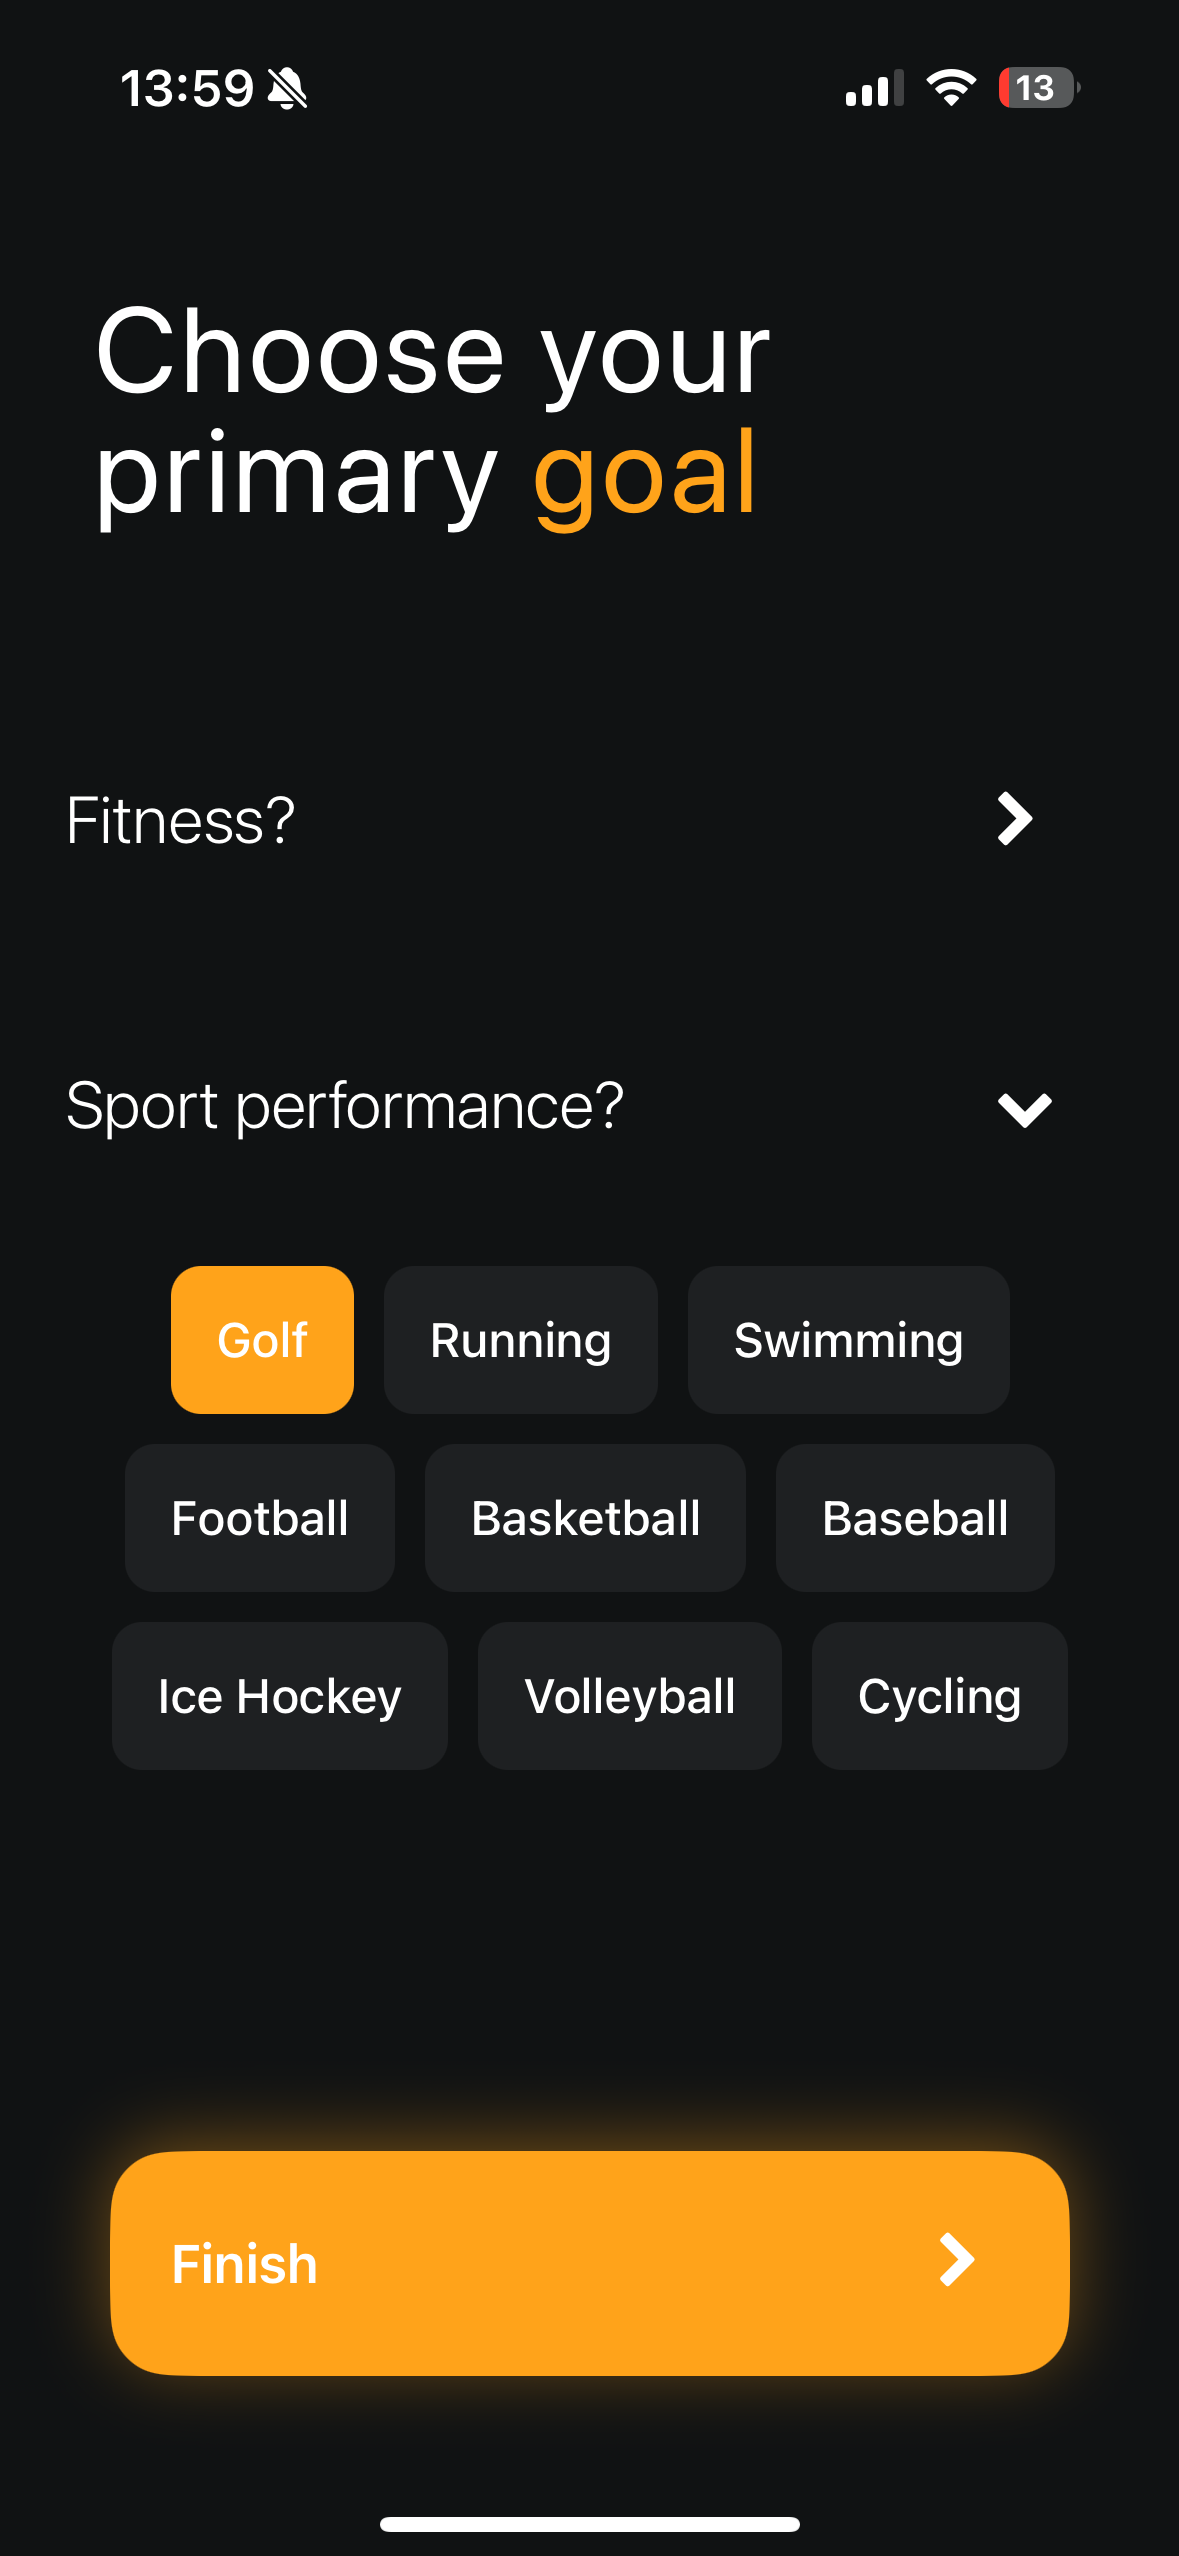 13:59
13
Choose your
primary goal
Fitness?
Sport performance?
Golf
Running
Swimming
Football
Basketball
Baseball
Ice Hockey
Volleyball
Cycling
Finish